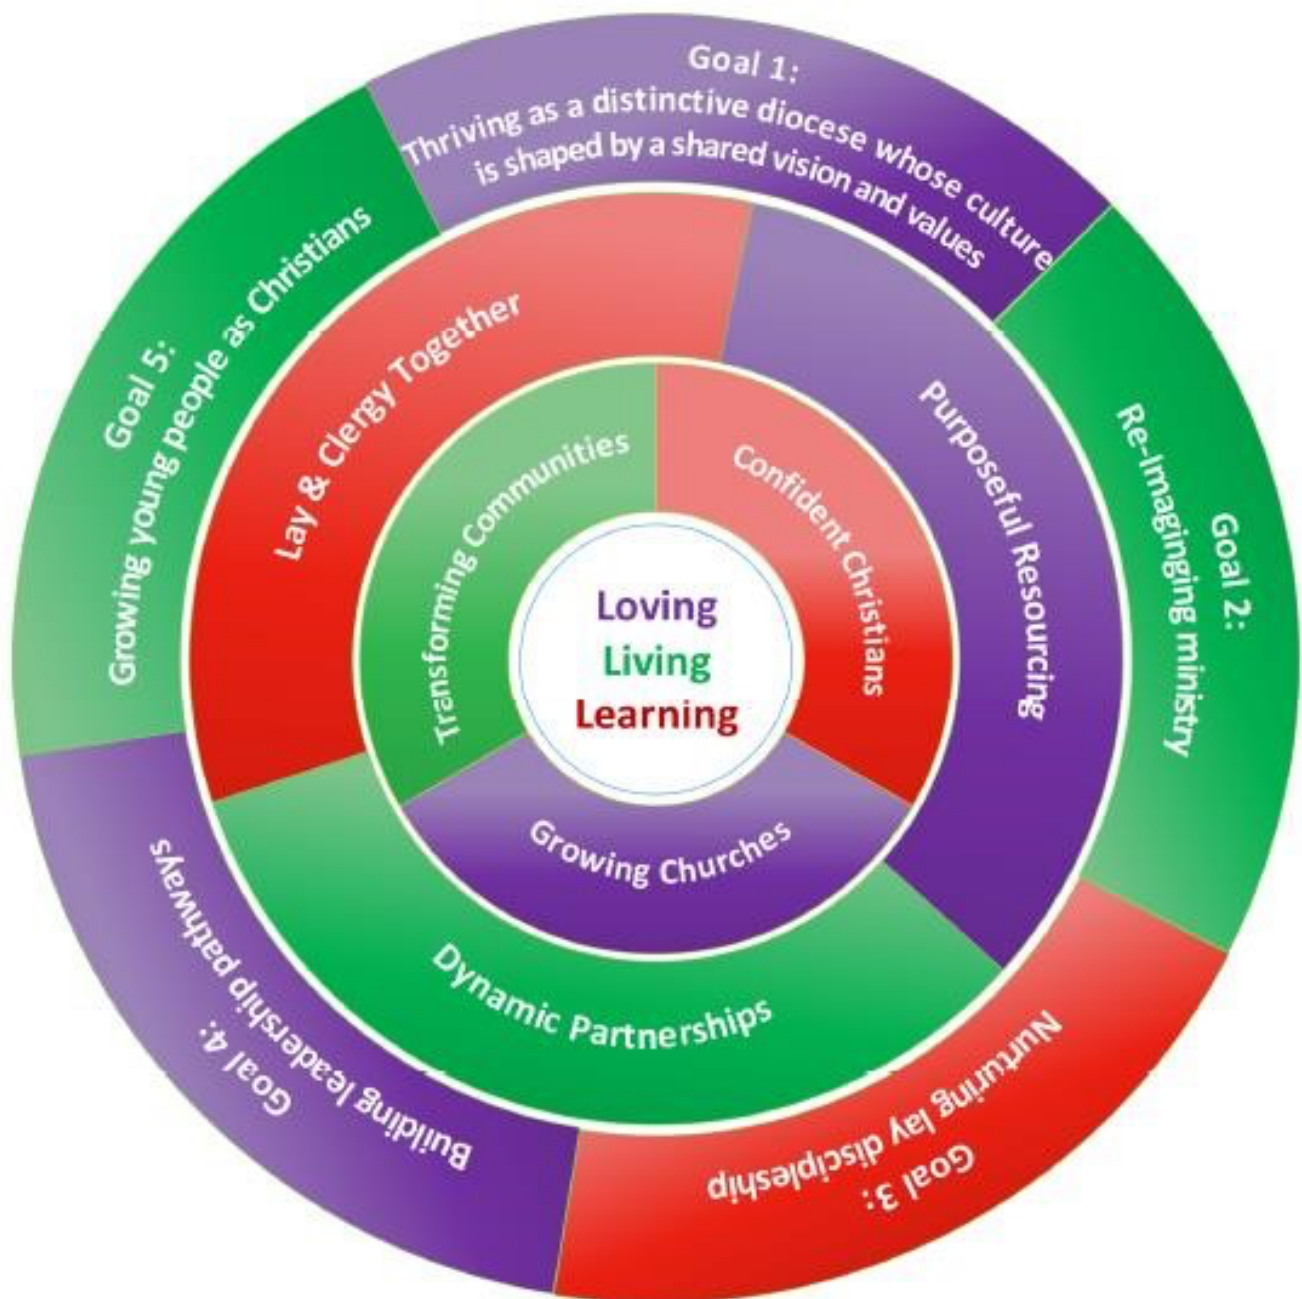 Goal 1:
Thriving as a distinctive diocese whose culture
is shaped by a shared vision and values
Goal 2:
Re-Imaginging ministry
Goal 3:
Nurturing lay discipleship
Goal 4:
Building leadership pathways
Goal 5:
Growing young people as Christians
Lay & Clergy Together
Purposeful Resourcing
Dynamic Partnerships
Transforming Communities
Confident Christians
Growing Churches
Loving
Living
Learning